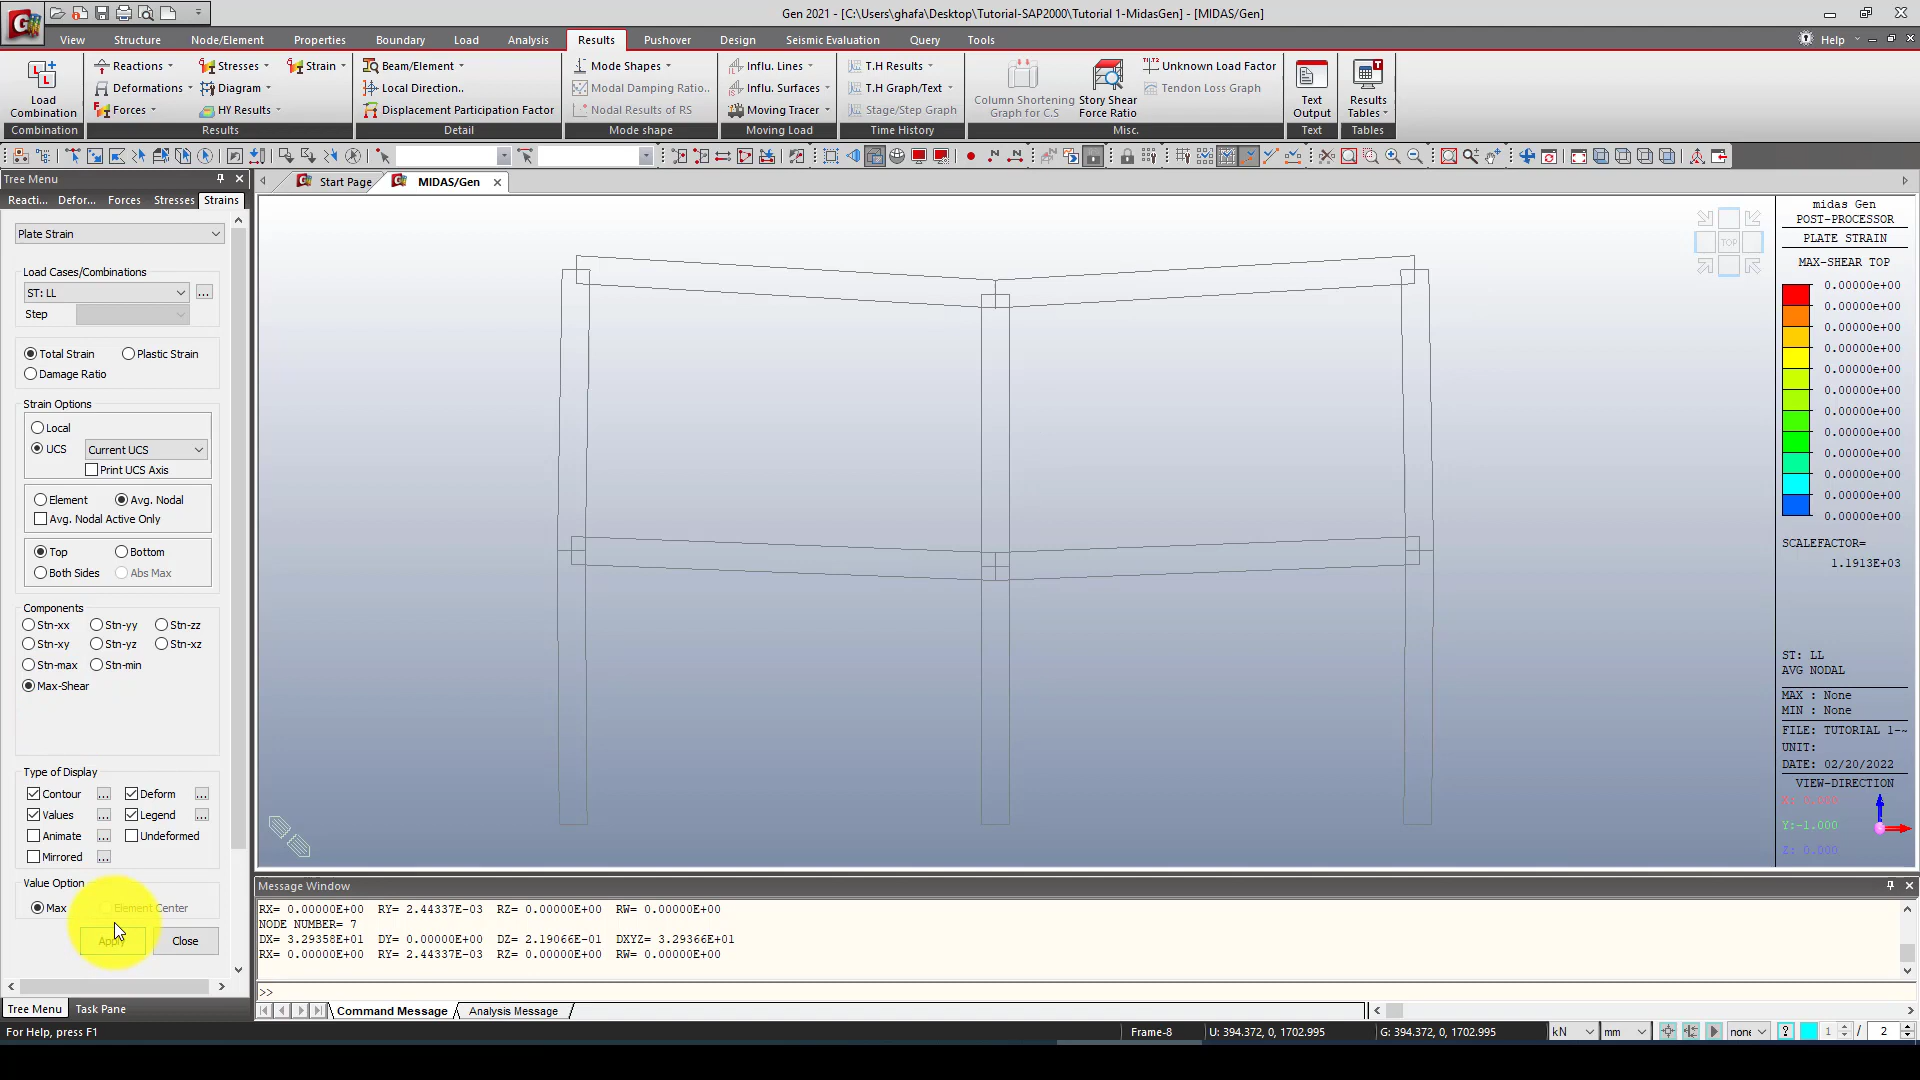 Gen 2021 - [C:\Users\ghafa\Desktop\Tutorial-SAP2000\Tutorial 1-MidasGen] - [MIDAS/Gen]
View Structure Node/Element Properties Boundary Load Analysis Results Pushover Design Seismic Evaluation Query Tools Help
Load Combination
Combination
Reactions Stresses Strain
Deformations Diagram
Forces HY Results
Results
Beam/Element
Local Direction..
Displacement Participation Factor
Detail
Mode Shapes
Modal Damping Ratio..
Nodal Results of RS
Mode shape
Influ. Lines
Influ. Surfaces
Moving Tracer
Moving Load
T.H Results
T.H Graph/Text
Stage/Step Graph
Time History
Column Shortening Graph for C.S
Story Shear Force Ratio
Unknown Load Factor
Tendon Loss Graph
Misc.
Text Output
Text
Results Tables
Tables
Tree Menu
Start Page MIDAS/Gen
Reacti... Defor... Forces Stresses Strains
Plate Strain
Load Cases/Combinations
ST: LL ...
Step
Total Strain Plastic Strain
Damage Ratio
Strain Options
Local
UCS Current UCS
Print UCS Axis
Element Avg. Nodal
Avg. Nodal Active Only
Top Bottom
Both Sides Abs Max
Components
Stn-xx Stn-yy Stn-zz
Stn-xy Stn-yz Stn-xz
Stn-max Stn-min
Max-Shear
Type of Display
Contour ... Deform ...
Values ... Legend ...
Animate ... Undeformed
Mirrored ...
Value Option
Max Element Center
Apply Close
Tree Menu Task Pane
TOP
midas Gen
POST-PROCESSOR
PLATE STRAIN
MAX-SHEAR TOP
0.00000e+00
0.00000e+00
0.00000e+00
0.00000e+00
0.00000e+00
0.00000e+00
0.00000e+00
0.00000e+00
0.00000e+00
0.00000e+00
0.00000e+00
0.00000e+00
SCALEFACTOR=
1.1913E+03
ST: LL
AVG NODAL
MAX : None
MIN : None
FILE: TUTORIAL 1-~
UNIT:
DATE: 02/20/2022
VIEW-DIRECTION
X: 0.000
Y:-1.000
Z: 0.000
Message Window
RX= 0.00000E+00 RY= 2.44337E-03 RZ= 0.00000E+00 RW= 0.00000E+00
NODE NUMBER= 7
DX= 3.29358E+01 DY= 0.00000E+00 DZ= 2.19066E-01 DXYZ= 3.29366E+01
RX= 0.00000E+00 RY= 2.44337E-03 RZ= 0.00000E+00 RW= 0.00000E+00
>>
Command Message Analysis Message
For Help, press F1
Frame-8 U: 394.372, 0, 1702.995 G: 394.372, 0, 1702.995 kN mm none ? 1 / 2